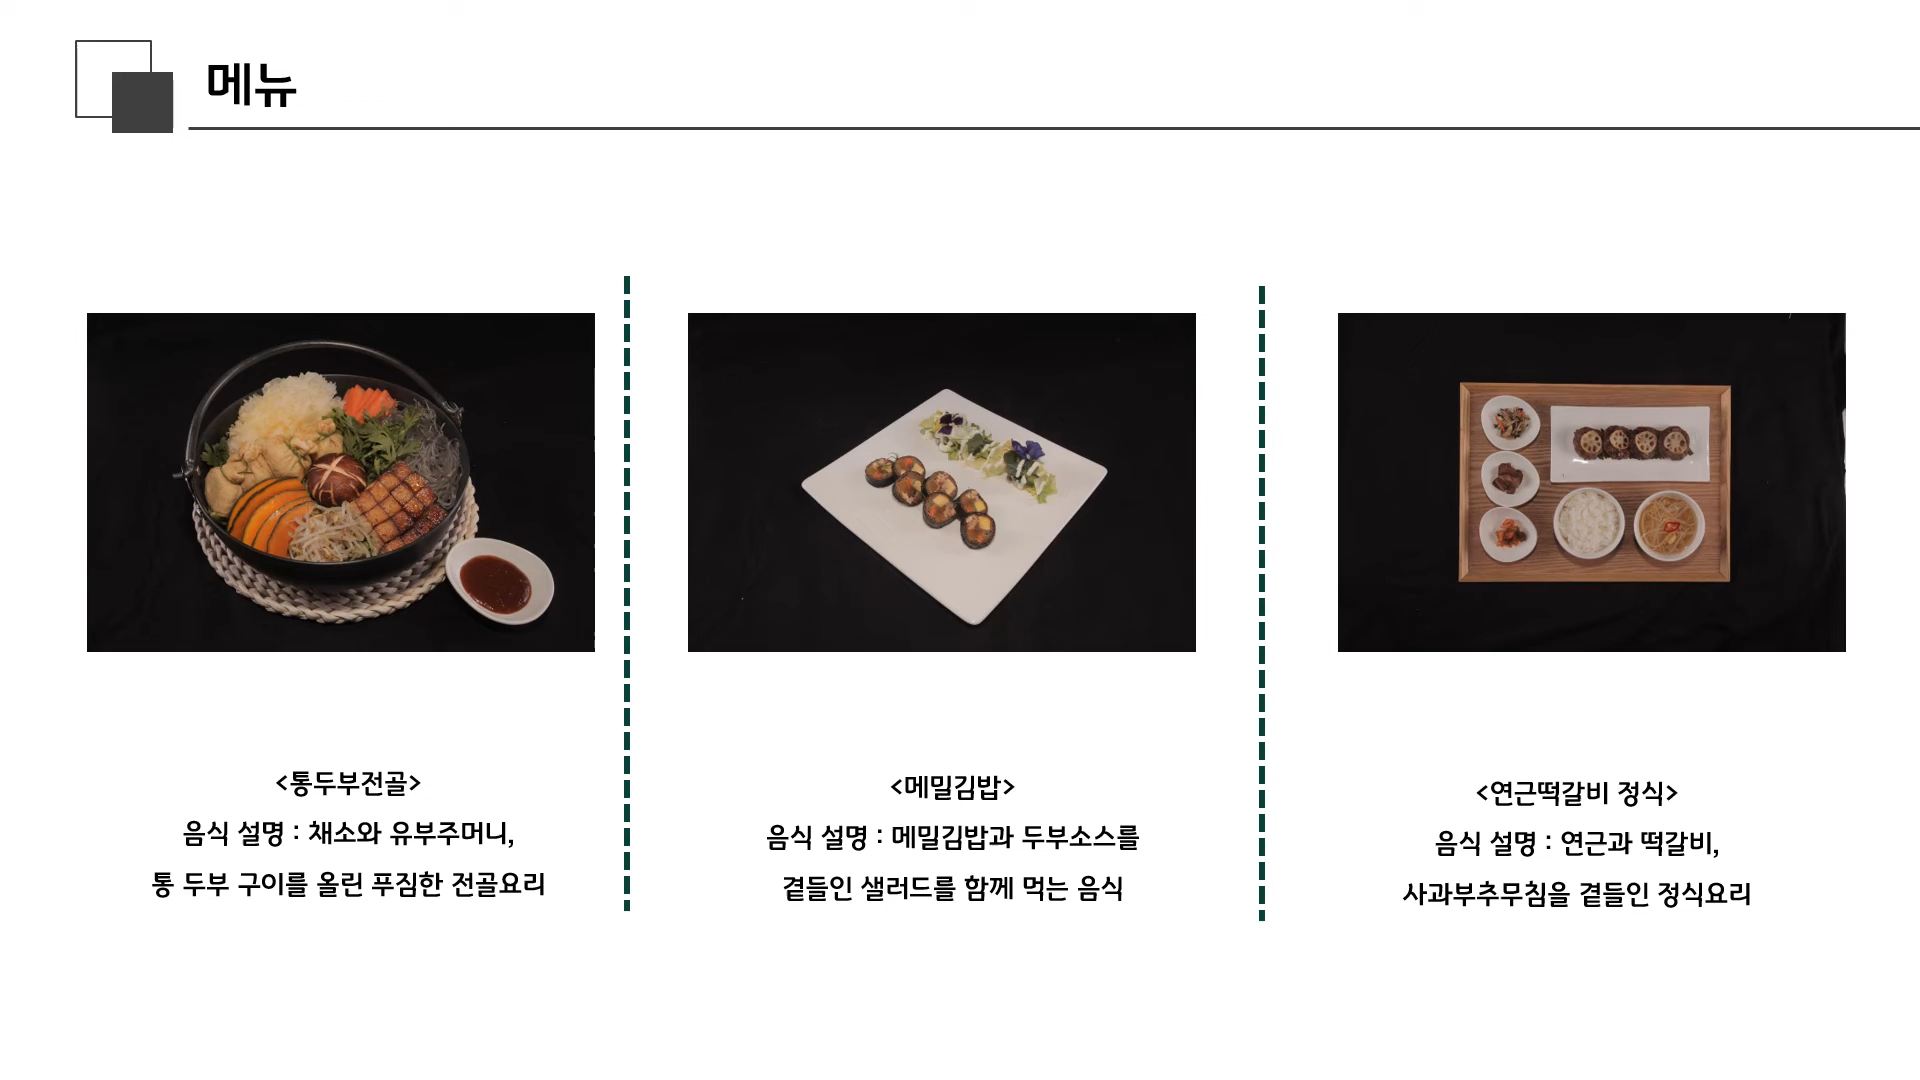 메뉴
<통두부전골>
음식 설명 : 채소와 유부주머니,
통 두부 구이를 올린 푸짐한 전골요리
<메밀김밥>
음식 설명 : 메밀김밥과 두부소스를
곁들인 샐러드를 함께 먹는 음식
<연근떡갈비 정식>
음식 설명 : 연근과 떡갈비,
사과부추무침을 곁들인 정식요리